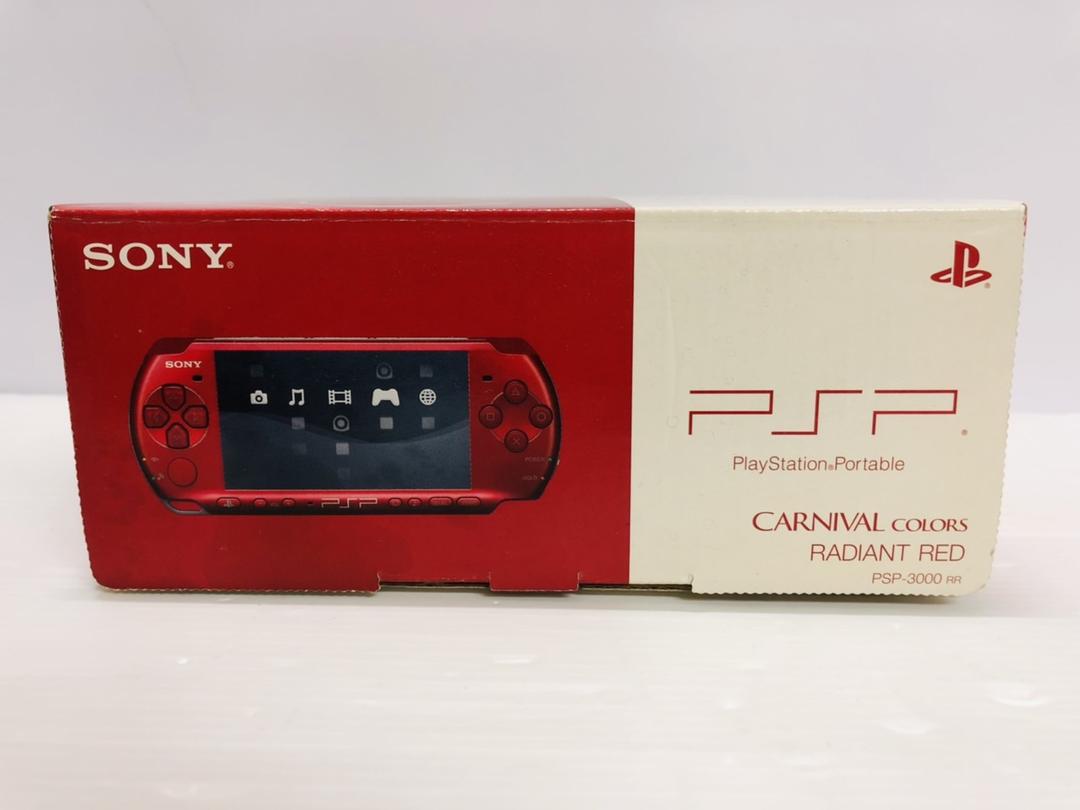 SONY®
SONY
PSP
PSP®
PlayStation®Portable
CARNIVAL COLORS
RADIANT RED
PSP-3000 RR